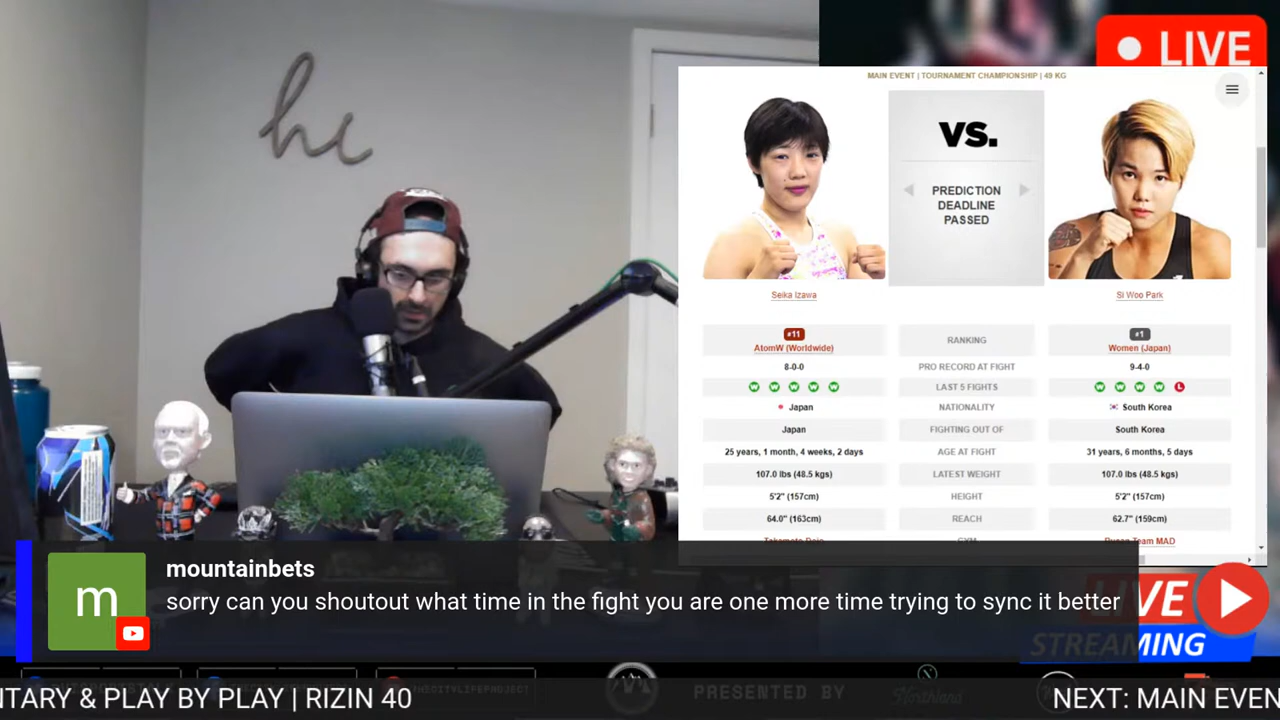 hi
LIVE
MAIN EVENT | TOURNAMENT CHAMPIONSHIP | 49 KG
VS.
PREDICTION
DEADLINE
PASSED
Seika Izawa
Si Woo Park
#11
RANKING
#1
AtomW (Worldwide)
Women (Japan)
8-0-0
PRO RECORD AT FIGHT
9-4-0
W W W W W
LAST 5 FIGHTS
W W W W L
Japan
NATIONALITY
South Korea
Japan
FIGHTING OUT OF
South Korea
25 years, 1 month, 4 weeks, 2 days
AGE AT FIGHT
31 years, 6 months, 5 days
107.0 lbs (48.5 kgs)
LATEST WEIGHT
107.0 lbs (48.5 kgs)
5'2" (157cm)
HEIGHT
5'2" (157cm)
64.0" (163cm)
REACH
62.7" (159cm)
Team MAD
m
mountainbets
sorry can you shoutout what time in the fight you are one more time trying to sync it better
VE
STREAMING
PRESENTED BY
Northland
NTARY & PLAY BY PLAY | RIZIN 40
NEXT: MAIN EVEN